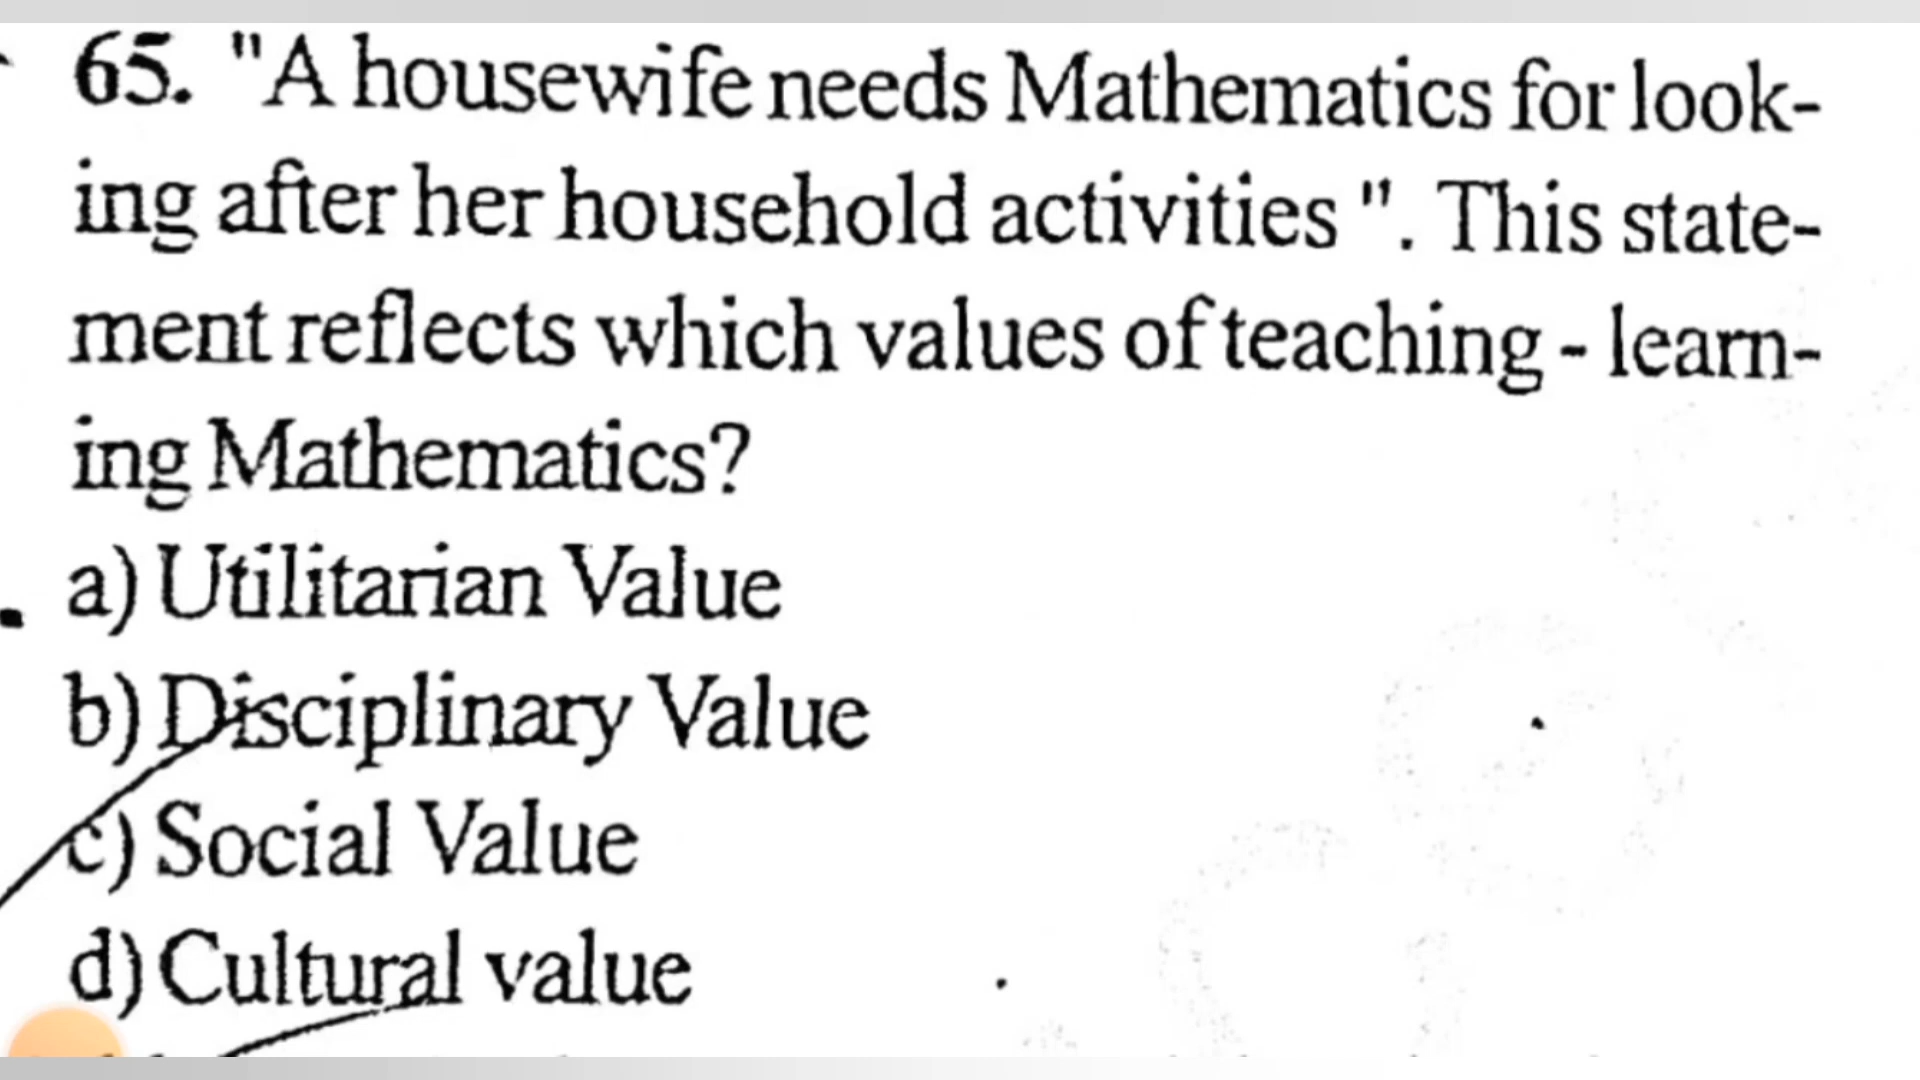 65. "A housewife needs Mathematics for look-
ing after her household activities ". This state-
ment reflects which values of teaching - learn-
ing Mathematics?
a) Utilitarian Value
b) Disciplinary Value
c) Social Value
d) Cultural value